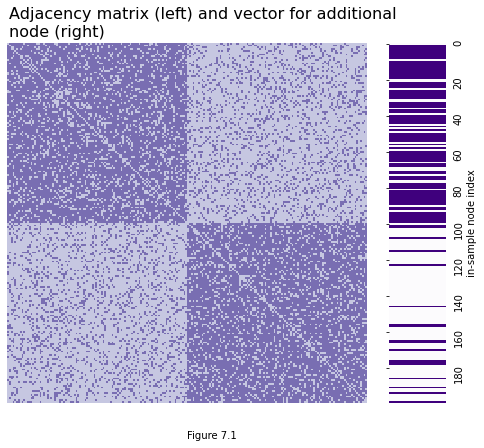 Adjacency matrix (left) and vector for additional
node (right)
0
20
40
60
80
100
120
140
160
180
in-sample node index
Figure 7.1